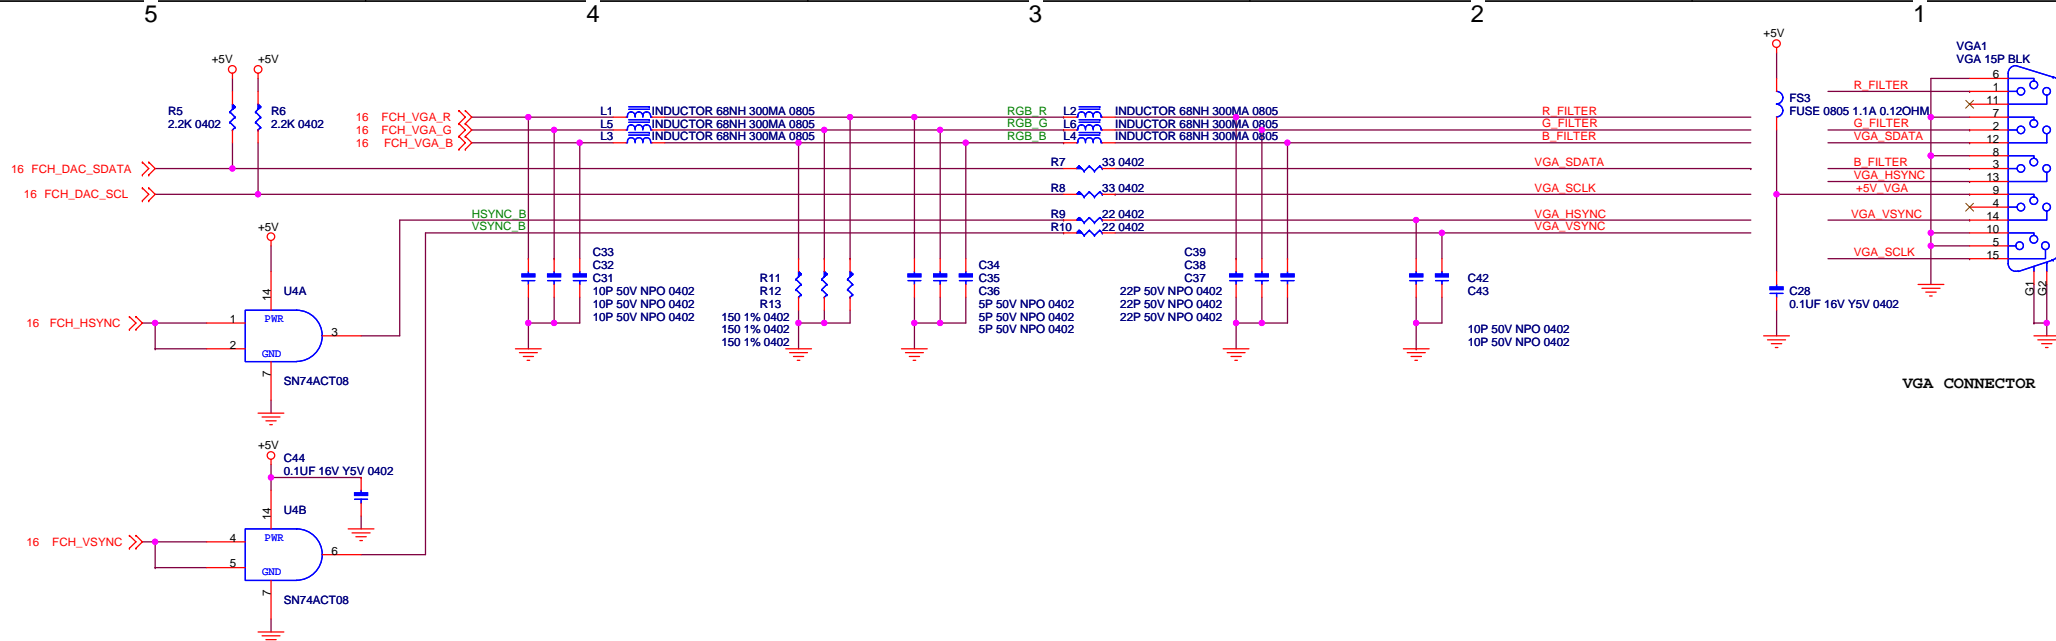 5 4 3 2 1
+5V +5V
R5
2.2K 0402
R6
2.2K 0402
16 FCH_VGA_R
16 FCH_VGA_G
16 FCH_VGA_B
L1 INDUCTOR 68NH 300MA 0805
L5 INDUCTOR 68NH 300MA 0805
L3 INDUCTOR 68NH 300MA 0805
RGB_R
RGB_G
RGB_B
L2 INDUCTOR 68NH 300MA 0805
L6 INDUCTOR 68NH 300MA 0805
L4 INDUCTOR 68NH 300MA 0805
R_FILTER
G_FILTER
B_FILTER
16 FCH_DAC_SDATA
R7 33 0402
VGA_SDATA
16 FCH_DAC_SCL
R8 33 0402
VGA_SCLK
HSYNC_B
R9 22 0402
VGA_HSYNC
VSYNC_B
R10 22 0402
VGA_VSYNC
+5V
14
U4A
PWR
16 FCH_HSYNC
1
2
3
GND
7
SN74ACT08
C33
C32
C31
10P 50V NPO 0402
10P 50V NPO 0402
10P 50V NPO 0402
R11
R12
R13
150 1% 0402
150 1% 0402
150 1% 0402
C34
C35
C36
5P 50V NPO 0402
5P 50V NPO 0402
5P 50V NPO 0402
C39
C38
C37
22P 50V NPO 0402
22P 50V NPO 0402
22P 50V NPO 0402
C42
C43
10P 50V NPO 0402
10P 50V NPO 0402
+5V
C44
0.1UF 16V Y5V 0402
14
U4B
PWR
16 FCH_VSYNC
4
5
6
GND
7
SN74ACT08
+5V
FS3
FUSE 0805 1.1A 0.12OHM
C28
0.1UF 16V Y5V 0402
VGA1
VGA 15P BLK
6
R_FILTER 1
11
7
G_FILTER 2
VGA_SDATA 12
8
B_FILTER 3
VGA_HSYNC 13
+5V_VGA 9
4
VGA_VSYNC 14
10
5
VGA_SCLK 15
G1
G2
VGA CONNECTOR